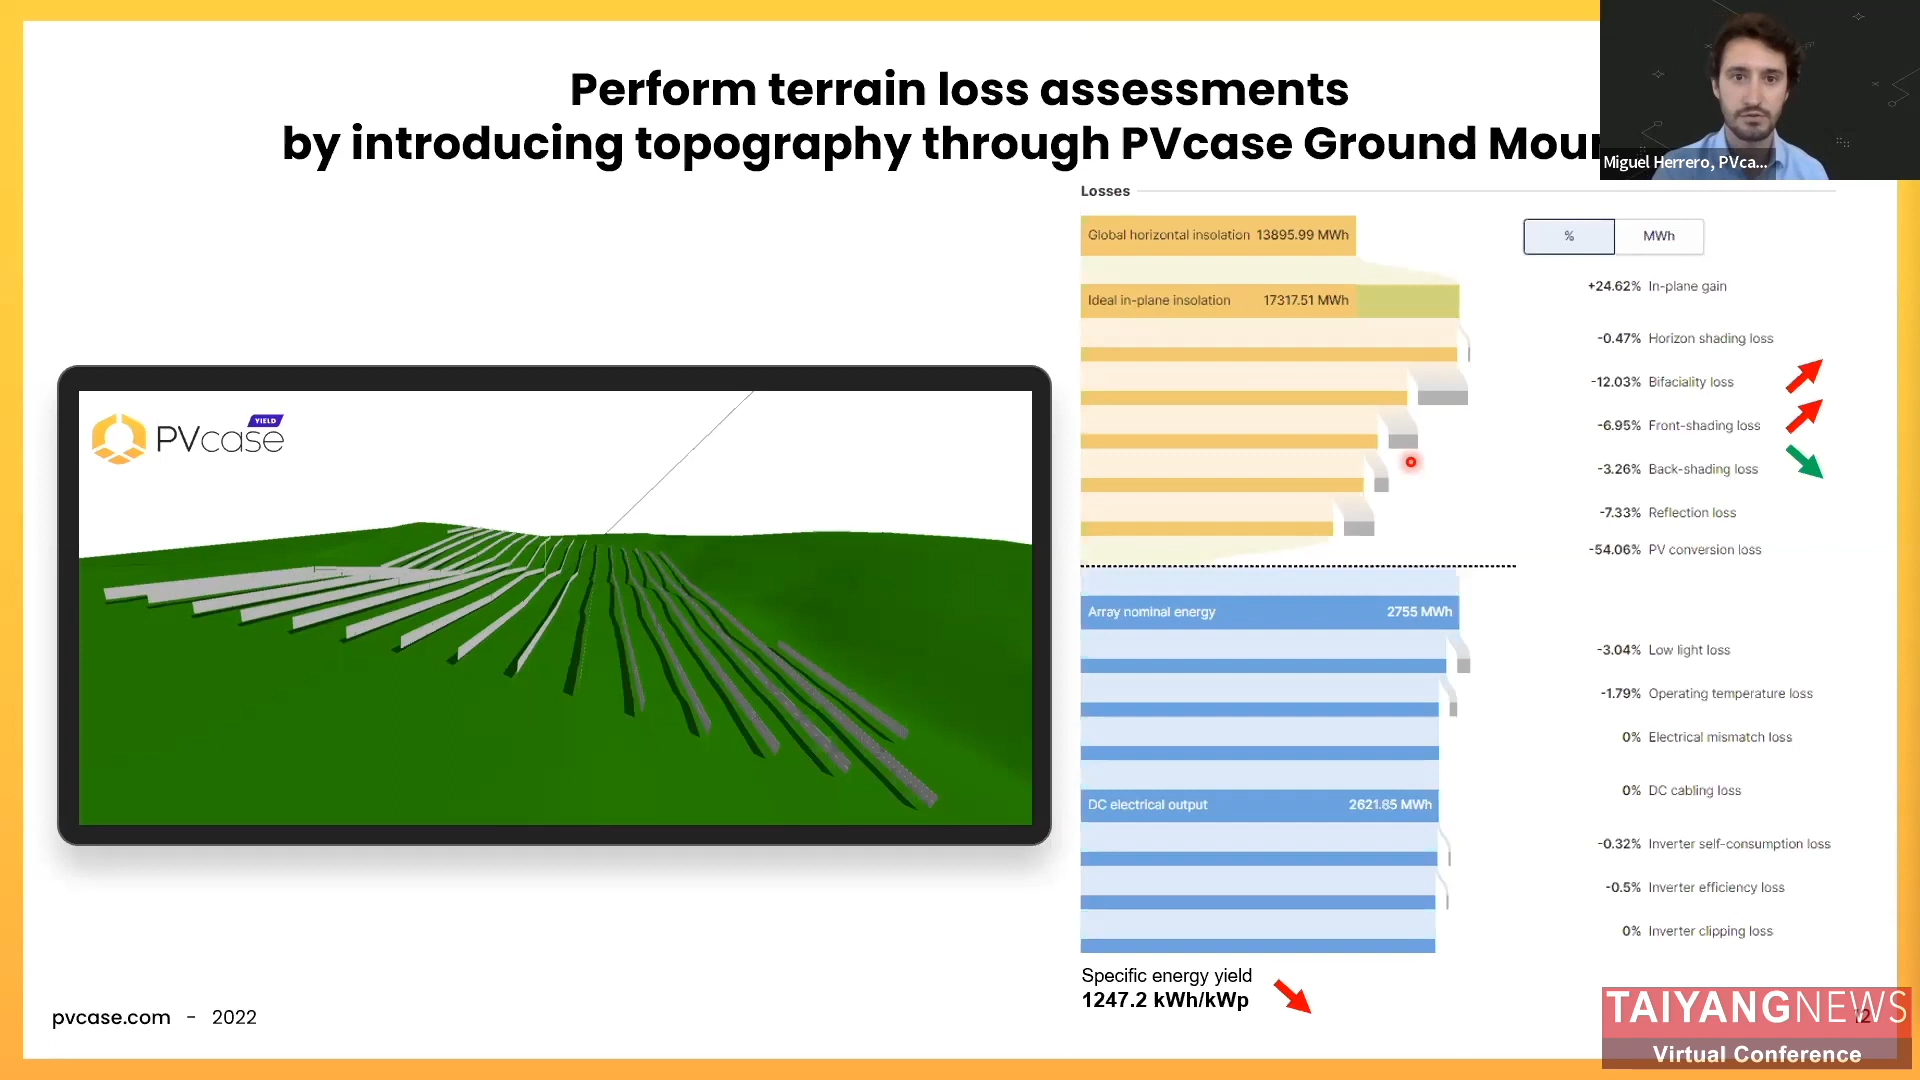 Perform terrain loss assessments
by introducing topography through PVcase Ground Moun
Miguel Herrero, PVca...
Losses
Global horizontal insolation 13895.99 MWh
% MWh
+24.62% In-plane gain
Ideal in-plane insolation 17317.51 MWh
-0.47% Horizon shading loss
-12.03% Bifaciality loss
-6.95% Front-shading loss
-3.26% Back-shading loss
-7.33% Reflection loss
-54.06% PV conversion loss
YIELD
PVcase
Array nominal energy 2755 MWh
-3.04% Low light loss
-1.79% Operating temperature loss
0% Electrical mismatch loss
0% DC cabling loss
DC electrical output 2621.65 MWh
-0.32% Inverter self-consumption loss
-0.5% Inverter efficiency loss
0% Inverter clipping loss
Specific energy yield
1247.2 kWh/kWp
pvcase.com - 2022
12
TAIYANGNEWS
Virtual Conference